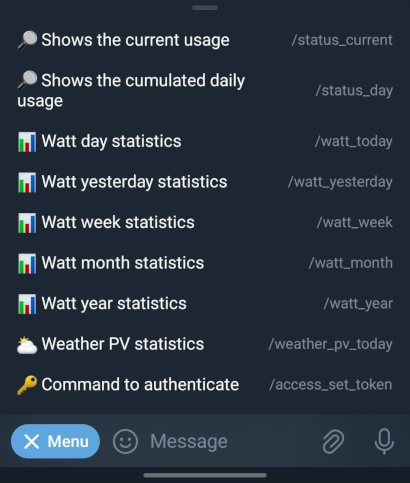 Shows the current usage /status_current
Shows the cumulated daily
usage /status_day
Watt day statistics /watt_today
Watt yesterday statistics /watt_yesterday
Watt week statistics /watt_week
Watt month statistics /watt_month
Watt year statistics /watt_year
Weather PV statistics /weather_pv_today
Command to authenticate /access_set_token
Menu Message